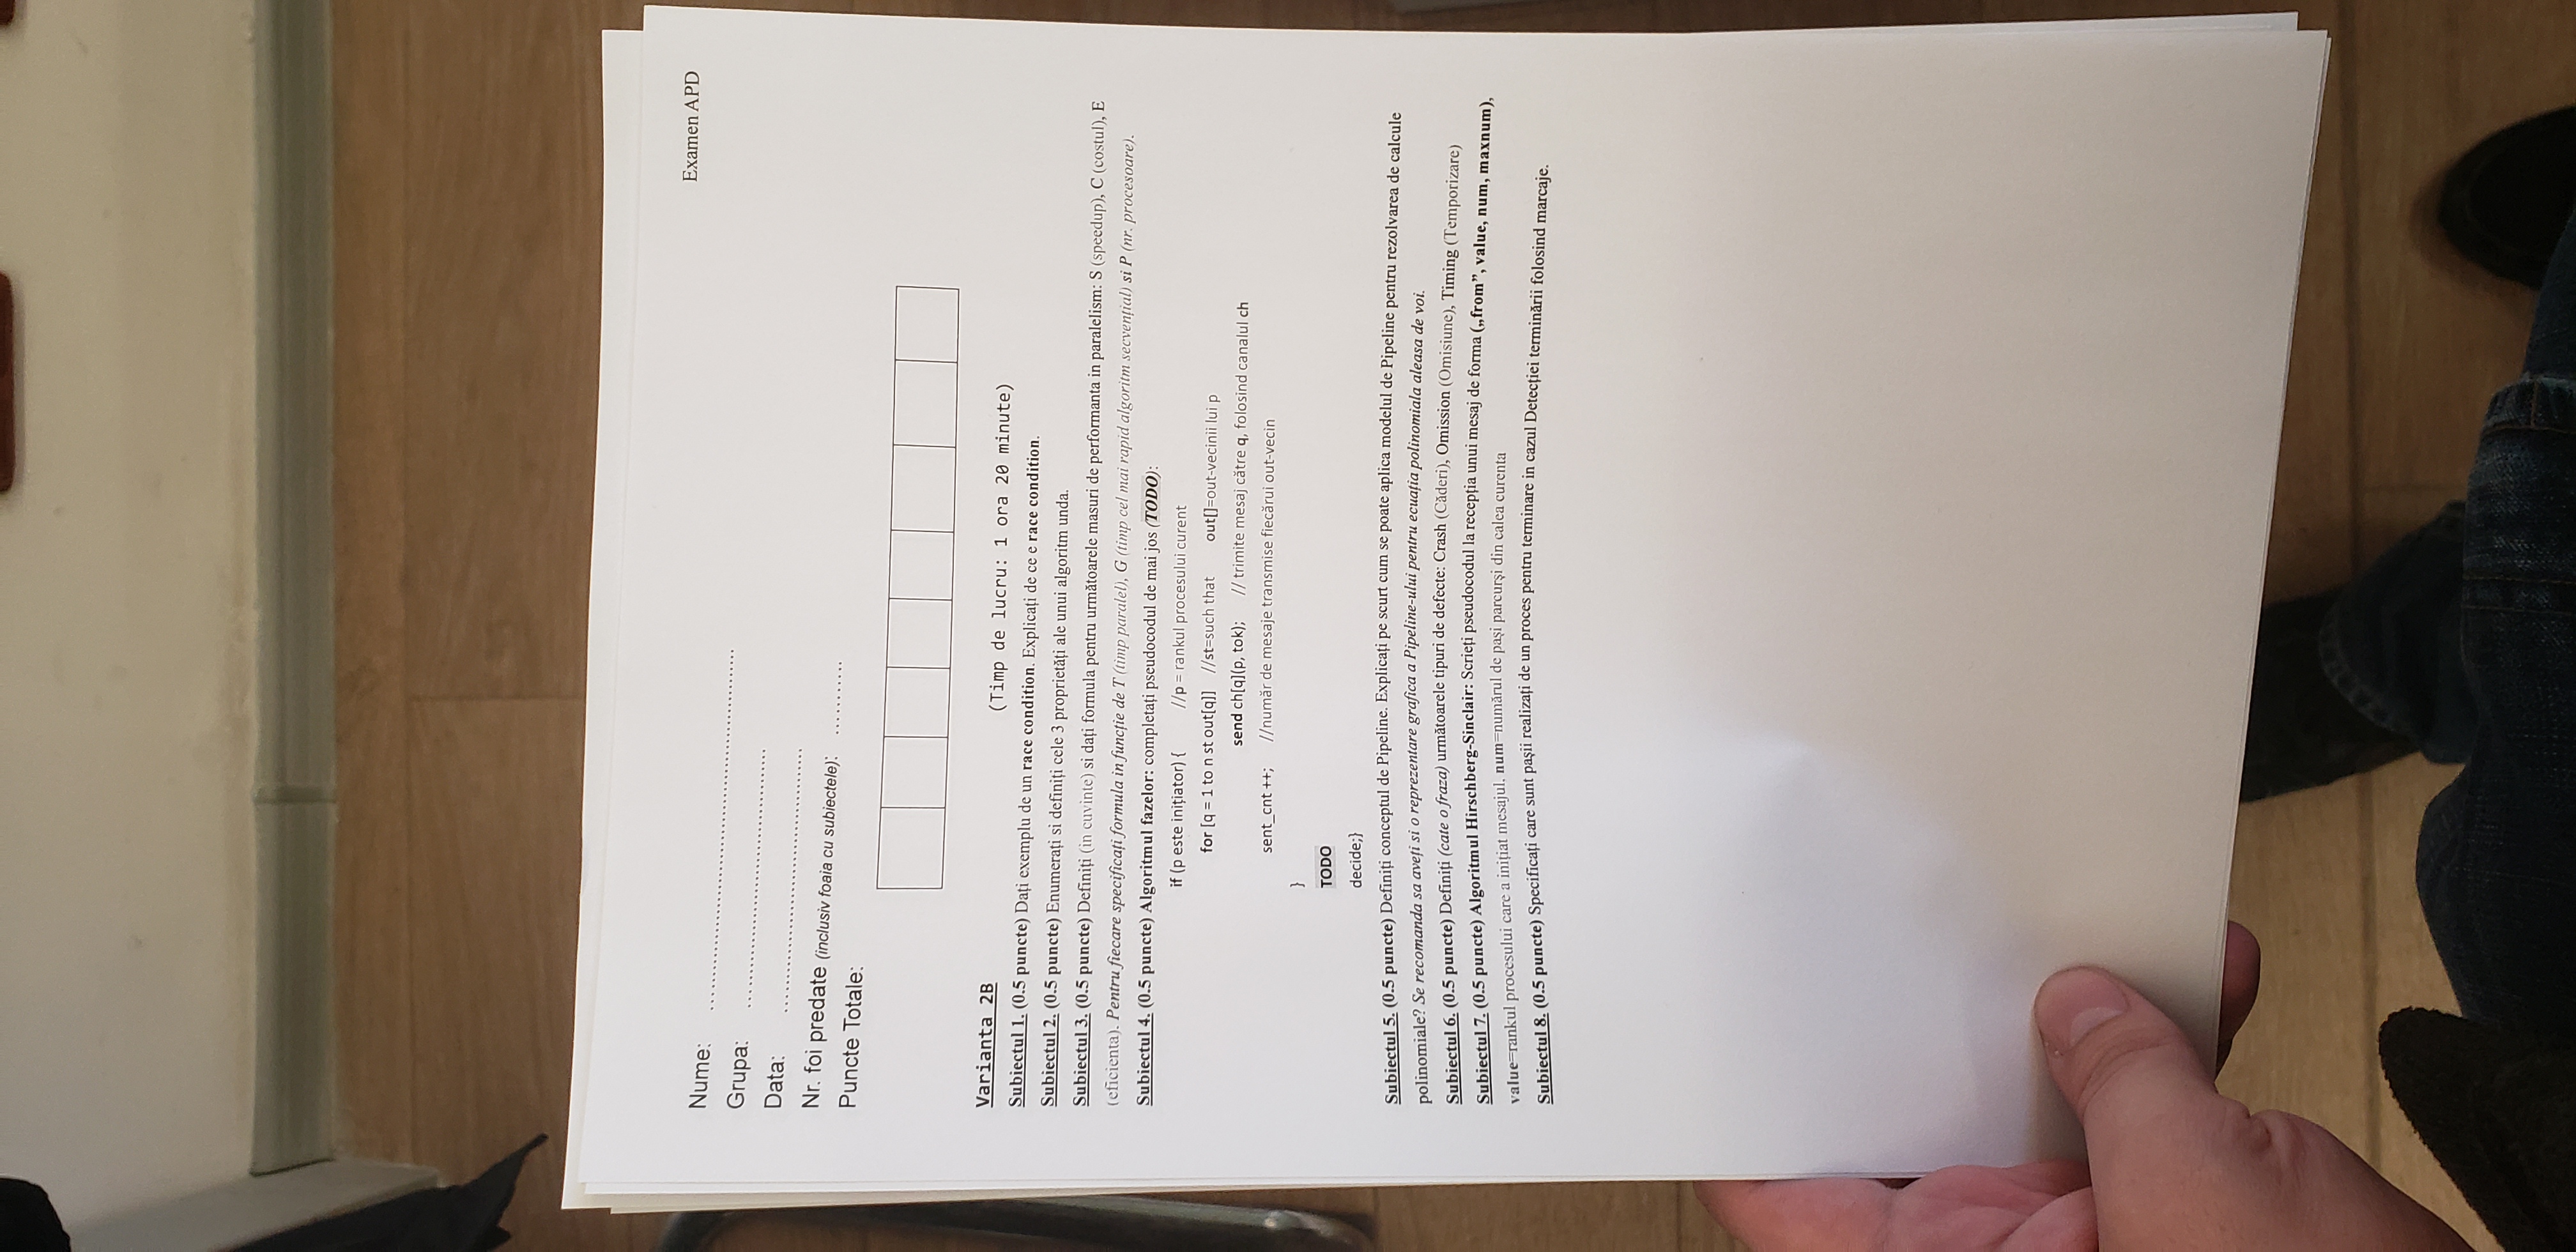 Examen APD
Nume: ............................................................
Grupa: ..........................................
Data: ..........................................
Nr. foi predate (inclusiv foaia cu subiectele): ...........
Puncte Totale:
Varianta 2B (Timp de lucru: 1 ora 20 minute)
Subiectul 1. (0.5 puncte) Dați exemplu de un race condition. Explicați de ce e race condition.
Subiectul 2. (0.5 puncte) Enumerați si definiți cele 3 proprietăți ale unui algoritm unda.
Subiectul 3. (0.5 puncte) Definiți (in cuvinte) si dați formula pentru următoarele masuri de performanta in paralelism: S (speedup), C (costul), E
(eficienta). Pentru fiecare specificați formula in funcție de T (timp paralel), G (timp cel mai rapid algoritm secvențial) si P (nr. procesoare).
Subiectul 4. (0.5 puncte) Algoritmul fazelor: completați pseudocodul de mai jos (TODO):
if (p este inițiator) { //p = rankul procesului curent
for [q = 1 to n st out[q]] //st=such that out[]=out-vecinii lui p
send ch[q](p, tok); // trimite mesaj către q, folosind canalul ch
sent_cnt ++; //număr de mesaje transmise fiecărui out-vecin
}
TODO
decide;}
Subiectul 5. (0.5 puncte) Definiți conceptul de Pipeline. Explicați pe scurt cum se poate aplica modelul de Pipeline pentru rezolvarea de calcule
polinomiale? Se recomanda sa aveți si o reprezentare grafica a Pipeline-ului pentru ecuația polinomiala aleasa de voi.
Subiectul 6. (0.5 puncte) Definiți (cate o fraza) următoarele tipuri de defecte: Crash (Căderi), Omission (Omisiune), Timing (Temporizare)
Subiectul 7. (0.5 puncte) Algoritmul Hirschberg-Sinclair: Scrieți pseudocodul la recepția unui mesaj de forma („from”, value, num, maxnum),
value=rankul procesului care a inițiat mesajul, num=numărul de pași parcurși din calea curenta
Subiectul 8. (0.5 puncte) Specificați care sunt pașii realizați de un proces pentru terminare in cazul Detecției terminării folosind marcaje.